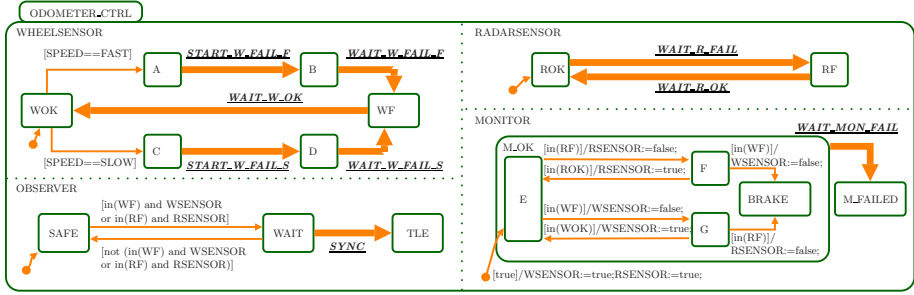 ODOMETER_CTRL
WHEELSENSOR
[SPEED==FAST]
A
START_W_FAIL_F
B
WAIT_W_FAIL_F
WOK
WAIT_W_OK
WF
[SPEED==SLOW]
C
START_W_FAIL_S
D
WAIT_W_FAIL_S
OBSERVER
[in(WF) and WSENSOR
or in(RF) and RSENSOR]
SAFE
WAIT
TLE
SYNC
[not (in(WF) and WSENSOR
or in(RF) and RSENSOR)]
RADARSENSOR
WAIT_R_FAIL
ROK
RF
WAIT_R_OK
MONITOR
WAIT_MON_FAIL
M_OK
[in(RF)]/RSENSOR:=false;
[in(WF)]/
WSENSOR:=false;
[in(ROK)]/RSENSOR:=true;
F
E
BRAKE
M_FAILED
[in(WF)]/WSENSOR:=false;
[in(WOK)]/WSENSOR:=true;
G
[in(RF)]/
RSENSOR:=false;
[true]/WSENSOR:=true;RSENSOR:=true;